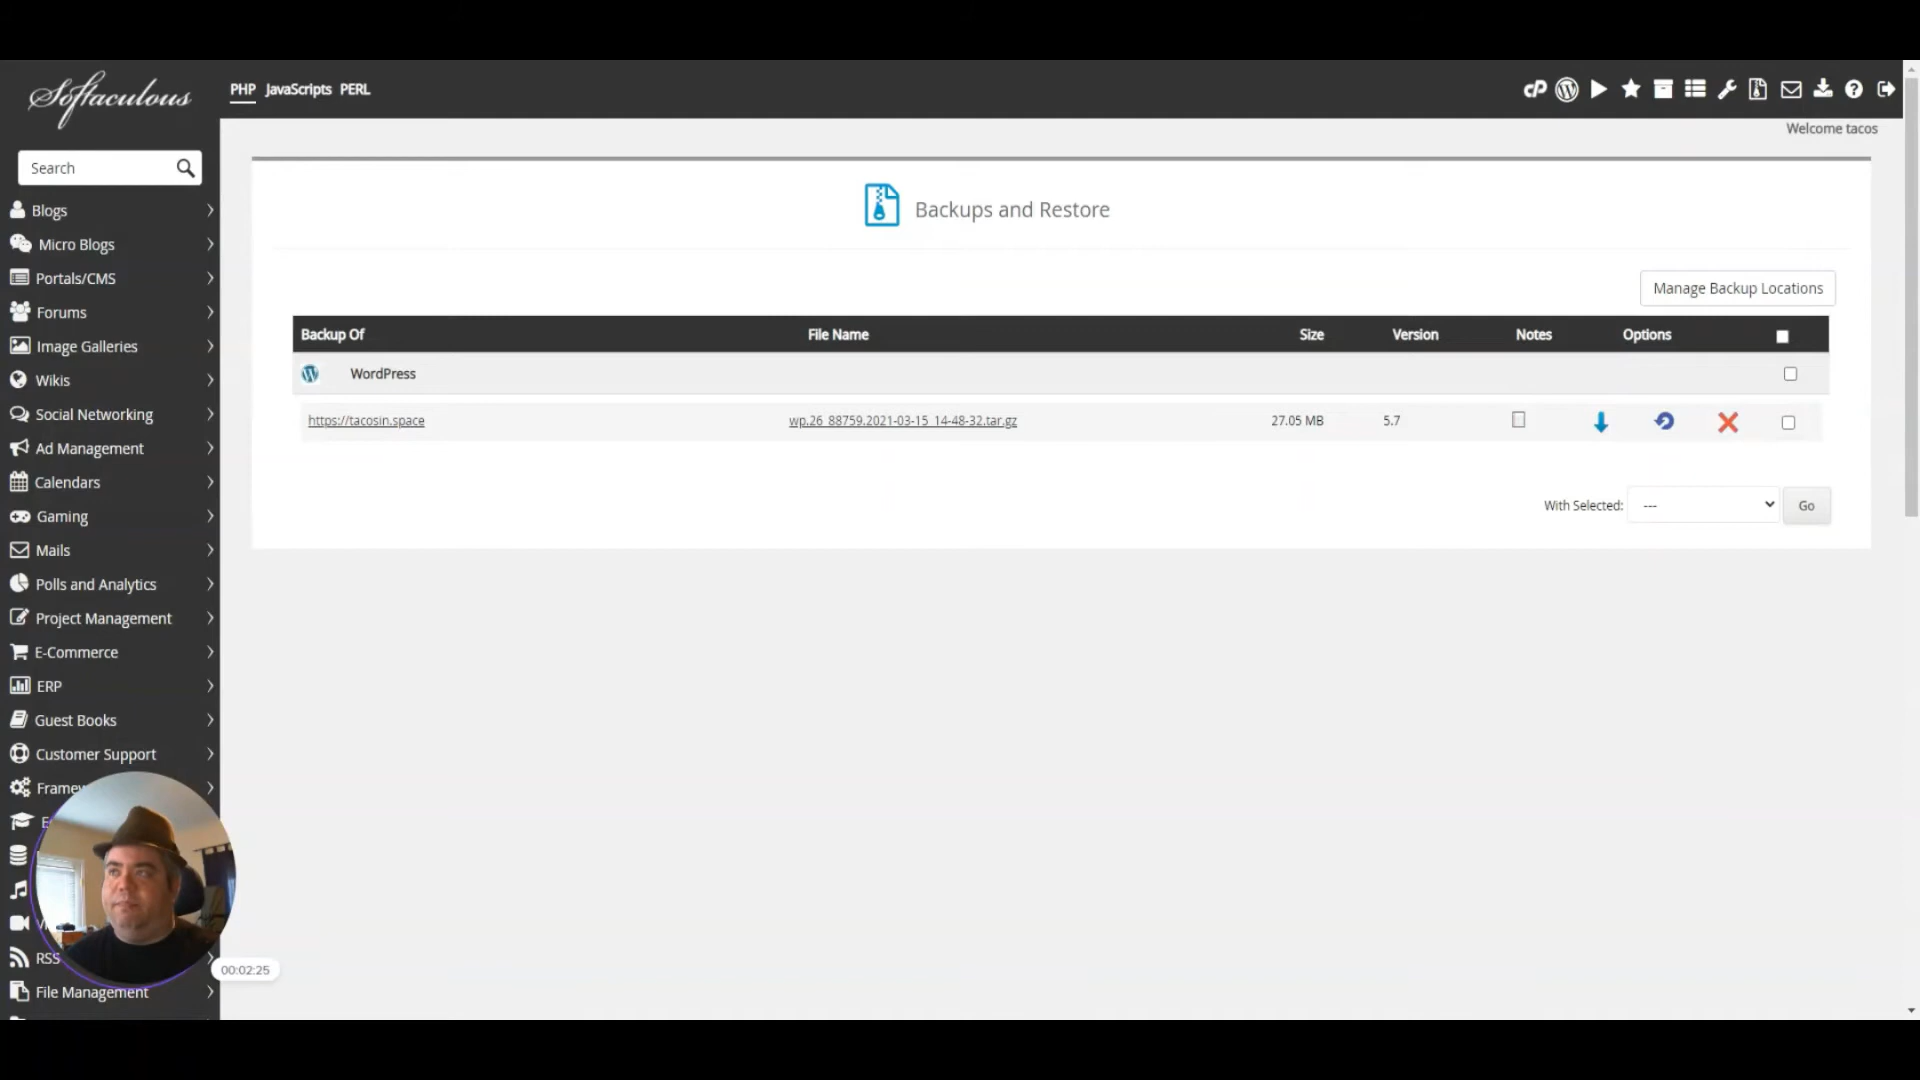 Softaculous
PHP JavaScripts PERL
cP
Welcome tacos
Search
Blogs
Micro Blogs
Portals/CMS
Forums
Image Galleries
Wikis
Social Networking
Ad Management
Calendars
Gaming
Mails
Polls and Analytics
Project Management
E-Commerce
ERP
Guest Books
Customer Support
Framew
E
V
RSS
File Management
Backups and Restore
Manage Backup Locations
Backup Of File Name Size Version Notes Options
WordPress
https://tacosin.space wp.26_88759.2021-03-15_14-48-32.tar.gz 27.05 MB 5.7
With Selected: --- Go
00:02:25